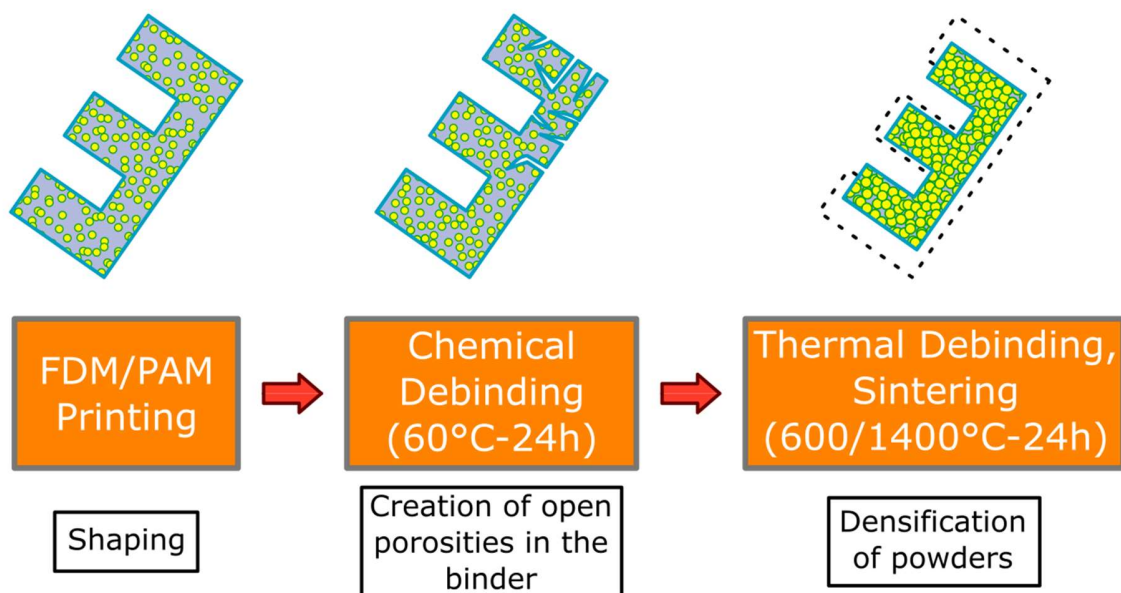 FDM/PAM
Printing
Chemical
Debinding
(60°C-24h)
Thermal Debinding,
Sintering
(600/1400°C-24h)
Shaping
Creation of open
porosities in the
binder
Densification
of powders